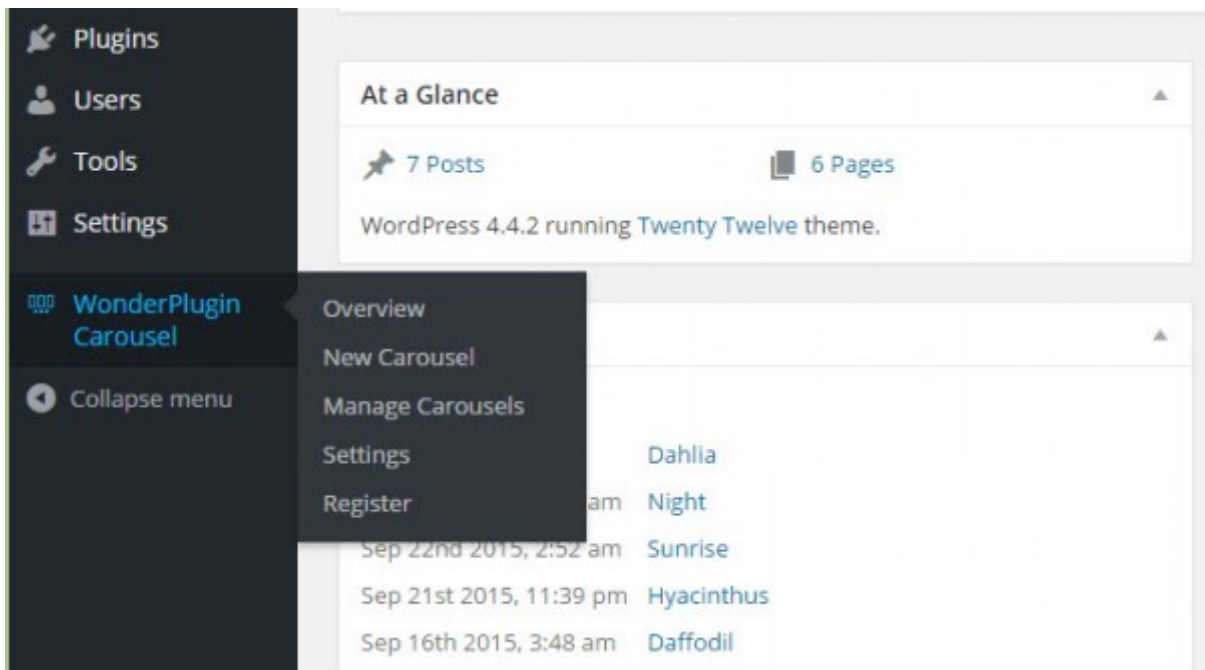 Plugins
Users
Tools
Settings
WonderPlugin
Carousel
Collapse menu
Overview
New Carousel
Manage Carousels
Settings
Register
At a Glance
7 Posts 6 Pages
WordPress 4.4.2 running Twenty Twelve theme.
Dahlia
am Night
Sep 22nd 2015, 2:52 am Sunrise
Sep 21st 2015, 11:39 pm Hyacinthus
Sep 16th 2015, 3:48 am Daffodil